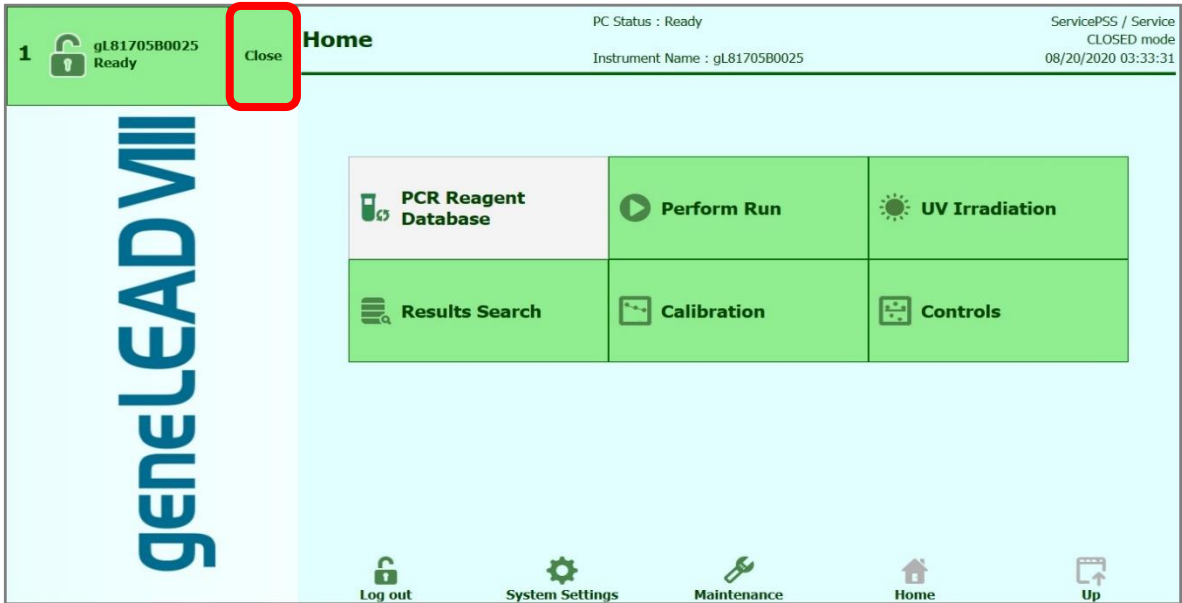 1
gL81705B0025
Ready
Close
Home
PC Status : Ready
Instrument Name : gL81705B0025
ServicePSS / Service
CLOSED mode
08/20/2020 03:33:31
geneLEAD VIII
PCR Reagent
Database
Perform Run
UV Irradiation
Results Search
Calibration
Controls
Log out
System Settings
Maintenance
Home
Up